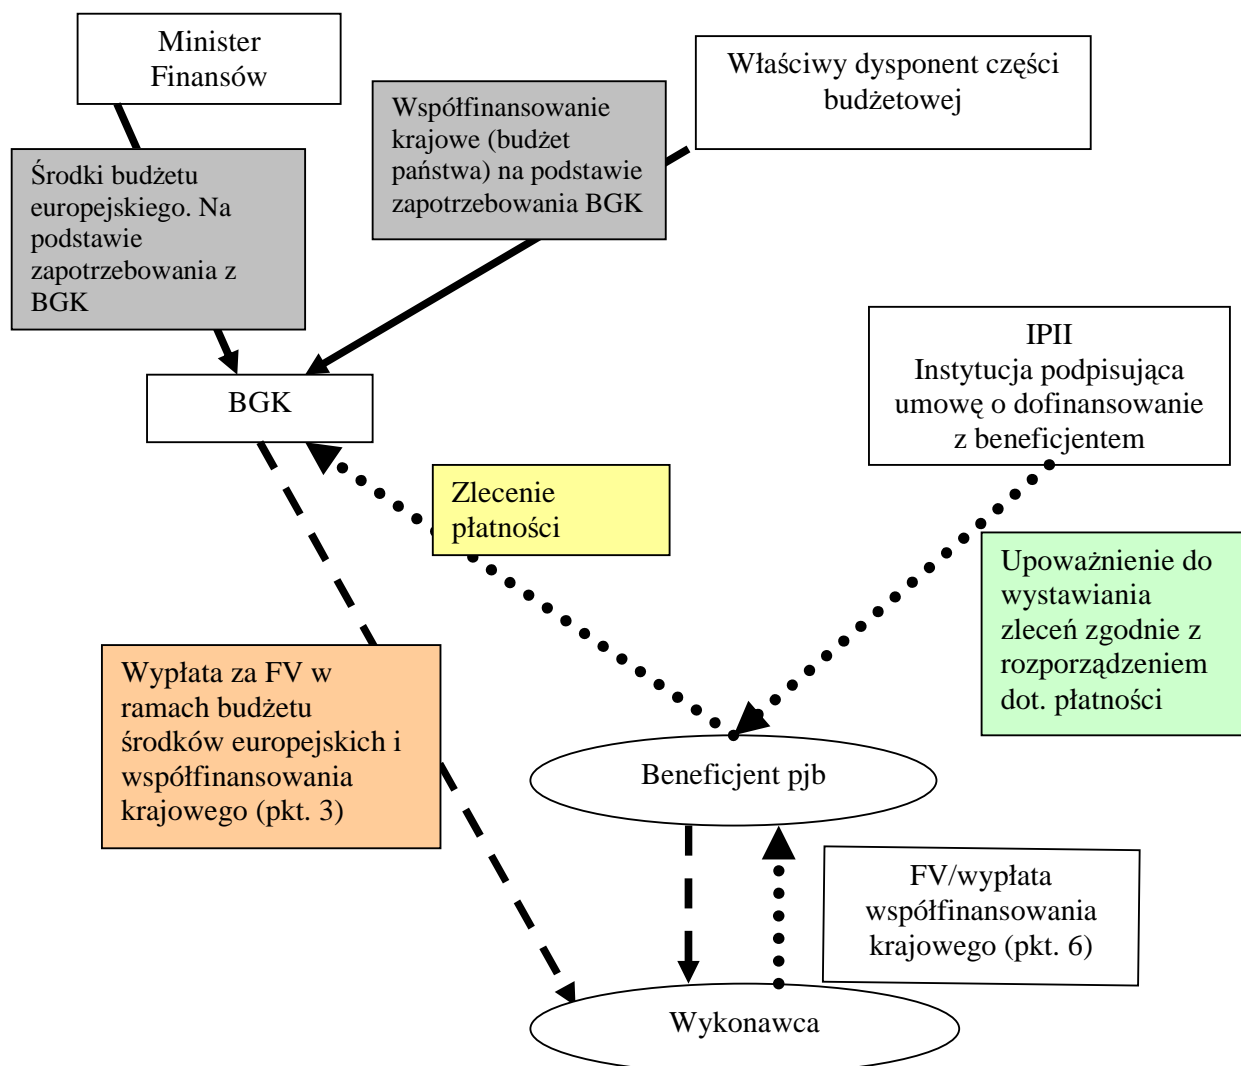 Minister
Finansów
Właściwy dysponent części
budżetowej
Współfinansowanie
krajowe (budżet
państwa) na podstawie
zapotrzebowania BGK
Środki budżetu
europejskiego. Na
podstawie
zapotrzebowania z
BGK
IPII
Instytucja podpisująca
umowę o dofinansowanie
z beneficjentem
BGK
Zlecenie
płatności
Upoważnienie do
wystawiania
zleceń zgodnie z
rozporządzeniem
dot. płatności
Wypłata za FV w
ramach budżetu
środków europejskich i
współfinansowania
krajowego (pkt. 3)
Beneficjent pjb
FV/wypłata
współfinansowania
krajowego (pkt. 6)
Wykonawca